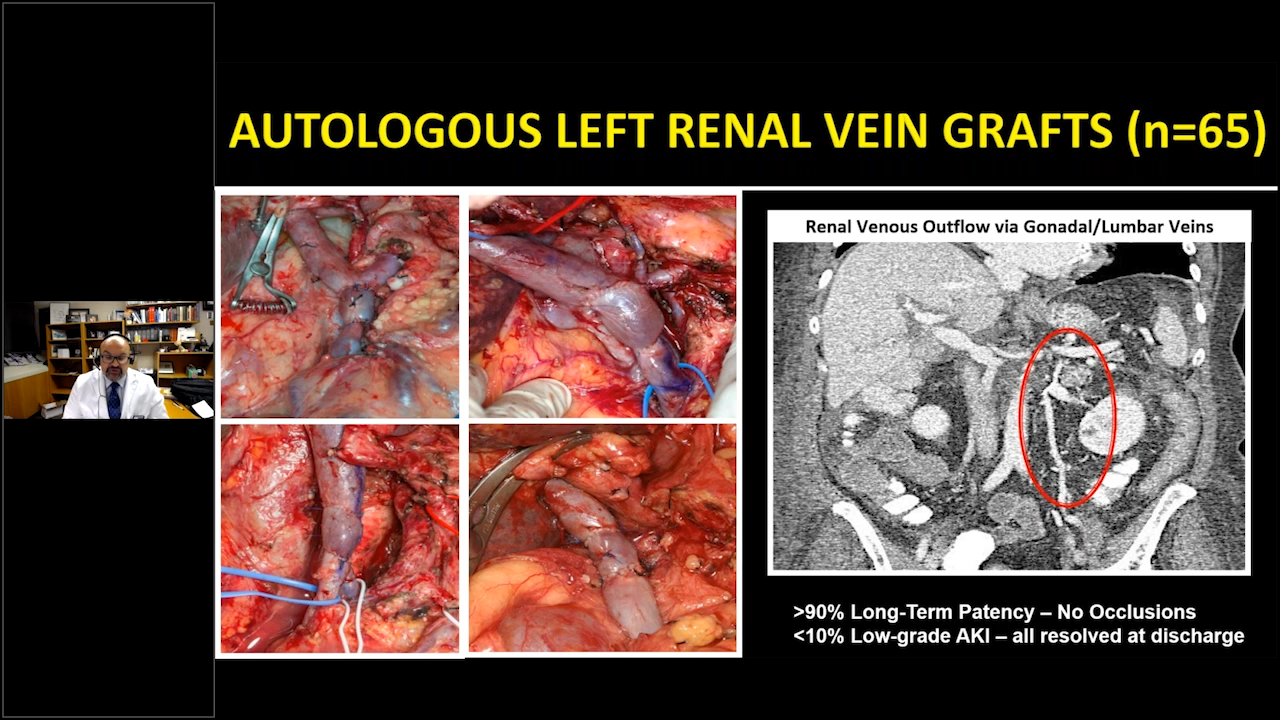 AUTOLOGOUS LEFT RENAL VEIN GRAFTS (n=65)
Renal Venous Outflow via Gonadal/Lumbar Veins
>90% Long-Term Patency – No Occlusions
<10% Low-grade AKI – all resolved at discharge